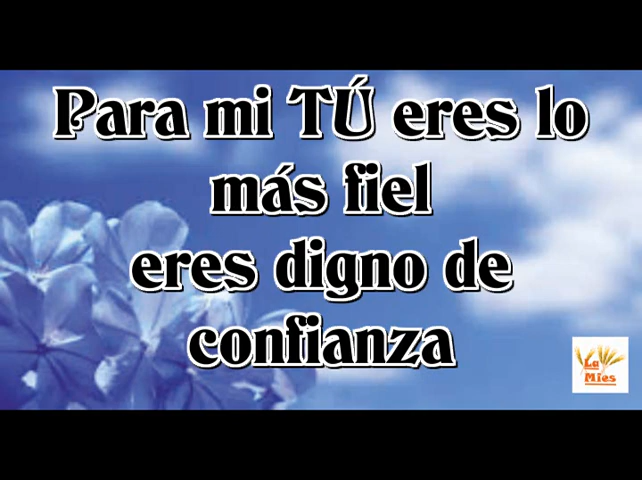 Para mi TÚ eres lo
más fiel
eres digno de
confianza
La
Mies